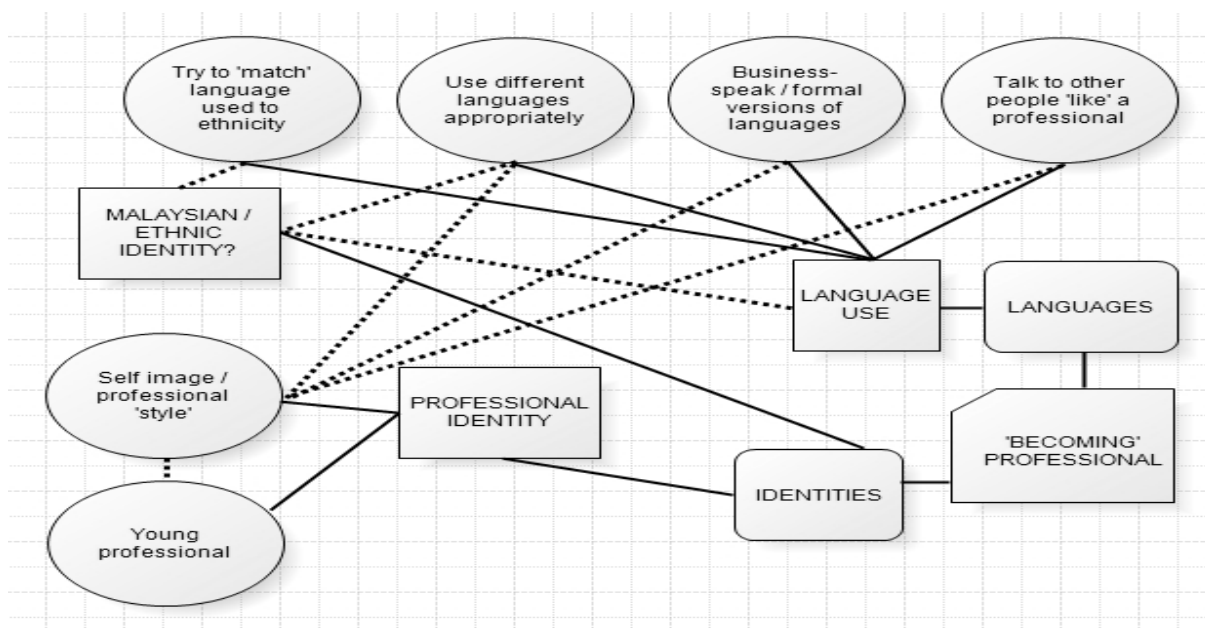 Try to 'match'
language
used to
ethnicity
Use different
languages
appropriately
Business-
speak / formal
versions of
languages
Talk to other
people 'like' a
professional
MALAYSIAN /
ETHNIC
IDENTITY?
LANGUAGE
USE
LANGUAGES
Self image /
professional
'style'
PROFESSIONAL
IDENTITY
'BECOMING'
PROFESSIONAL
IDENTITIES
Young
professional